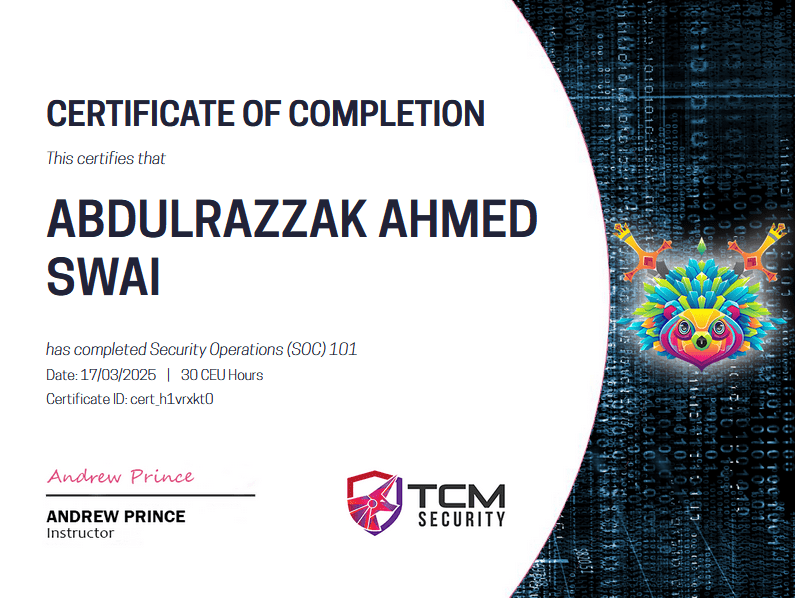 CERTIFICATE OF COMPLETION
This certifies that
ABDULRAZZAK AHMED
SWAI
has completed Security Operations (SOC) 101
Date: 17/03/2025 | 30 CEU Hours
Certificate ID: cert_h1vrxkt0
Andrew Prince
ANDREW PRINCE
Instructor
TCM
SECURITY